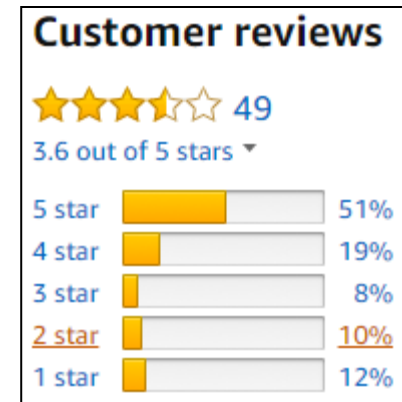 Customer reviews
49
3.6 out of 5 stars
5 star 51%
4 star 19%
3 star 8%
2 star 10%
1 star 12%